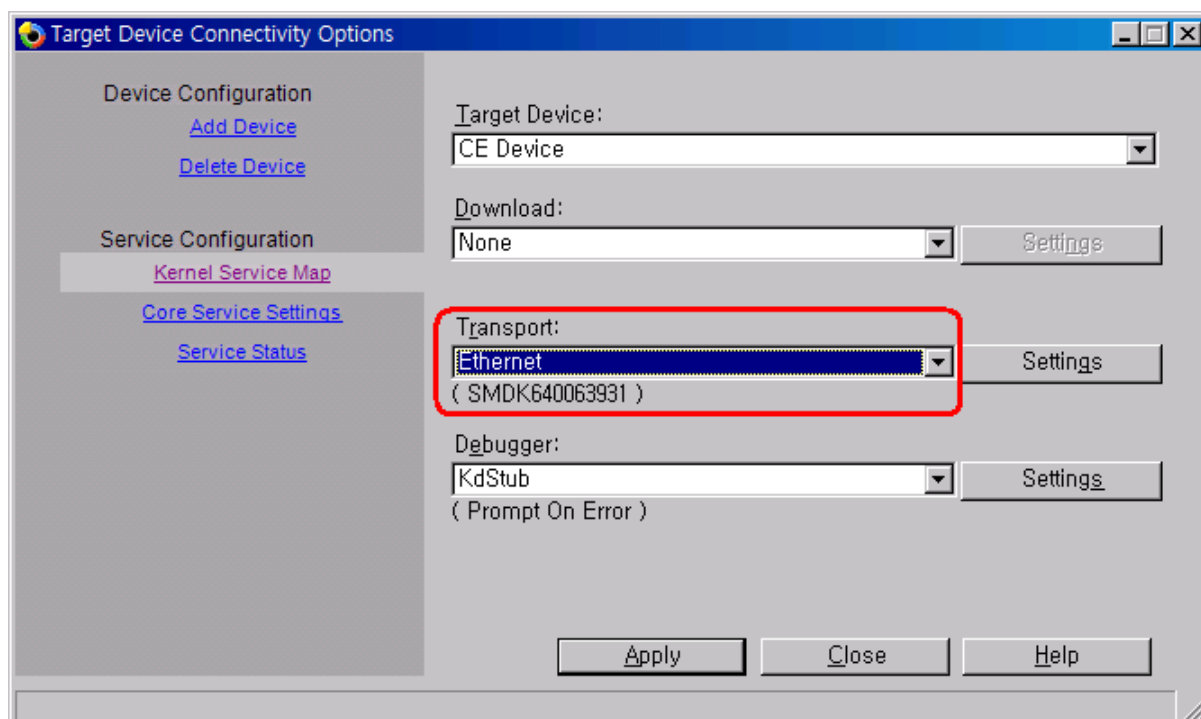 Target Device Connectivity Options
Device Configuration
Add Device
Delete Device
Service Configuration
Kernel Service Map
Core Service Settings
Service Status
Target Device:
CE Device
Download:
None
Settings
Transport:
Ethernet
Settings
( SMDK640063931 )
Debugger:
KdStub
Settings
( Prompt On Error )
Apply
Close
Help